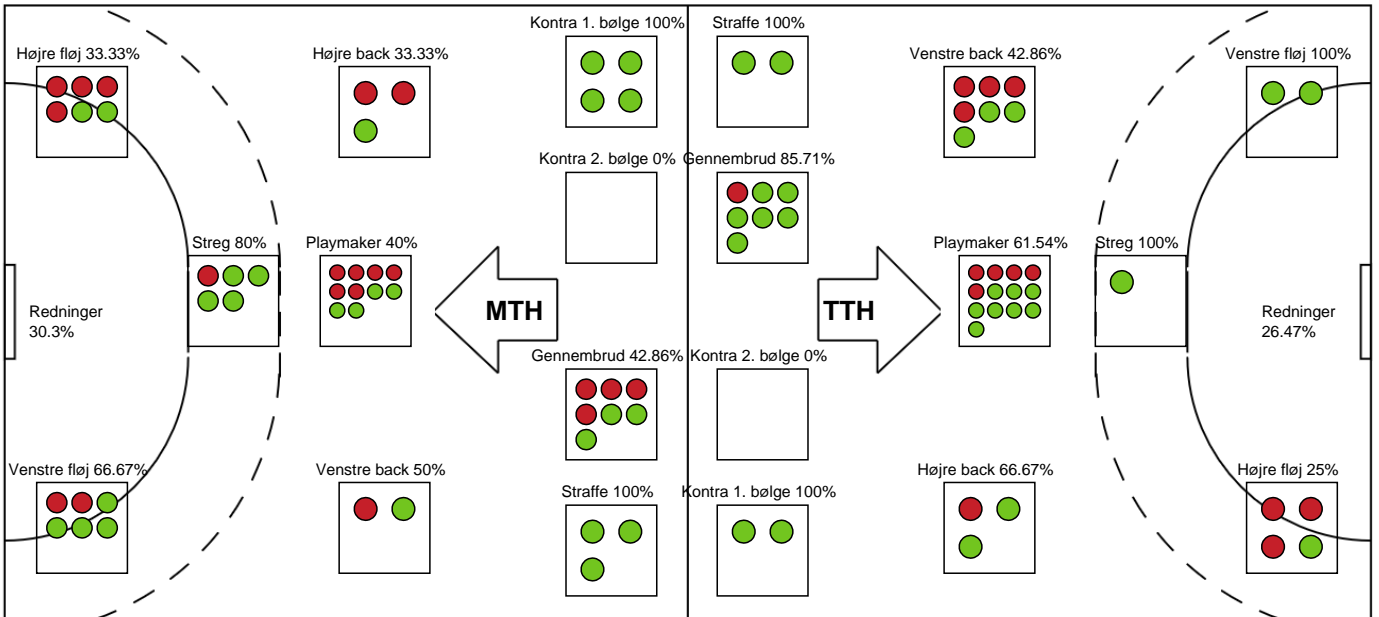 Kontra 1. bølge 100%
Straffe 100%
Højre fløj 33.33%
Højre back 33.33%
Venstre back 42.86%
Venstre fløj 100%
Kontra 2. bølge 0%
Gennembrud 85.71%
Streg 80%
Playmaker 40%
Playmaker 61.54%
Streg 100%
Redninger
30.3%
MTH
TTH
Redninger
26.47%
Gennembrud 42.86%
Kontra 2. bølge 0%
Venstre fløj 66.67%
Venstre back 50%
Højre back 66.67%
Højre fløj 25%
Straffe 100%
Kontra 1. bølge 100%